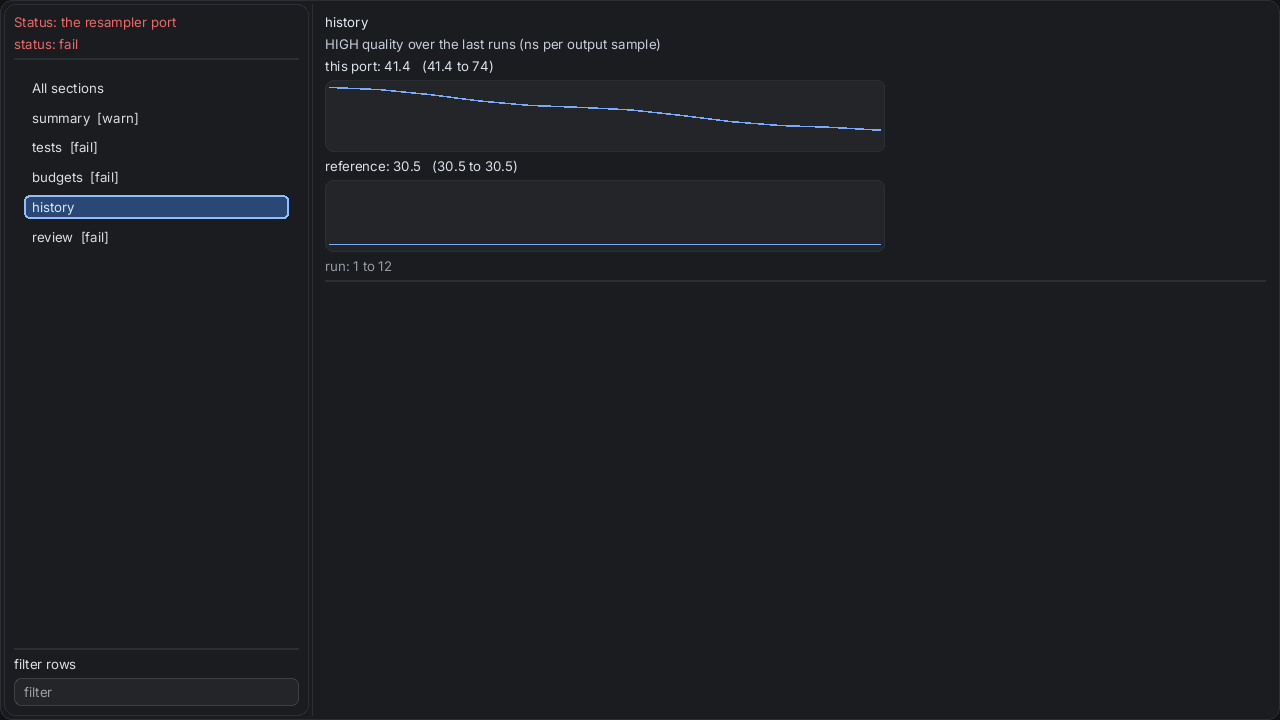 Status: the resampler port
status: fail
All sections
summary [warn]
tests [fail]
budgets [fail]
history
review [fail]
filter rows
filter
history
HIGH quality over the last runs (ns per output sample)
this port: 41.4 (41.4 to 74)
reference: 30.5 (30.5 to 30.5)
run: 1 to 12